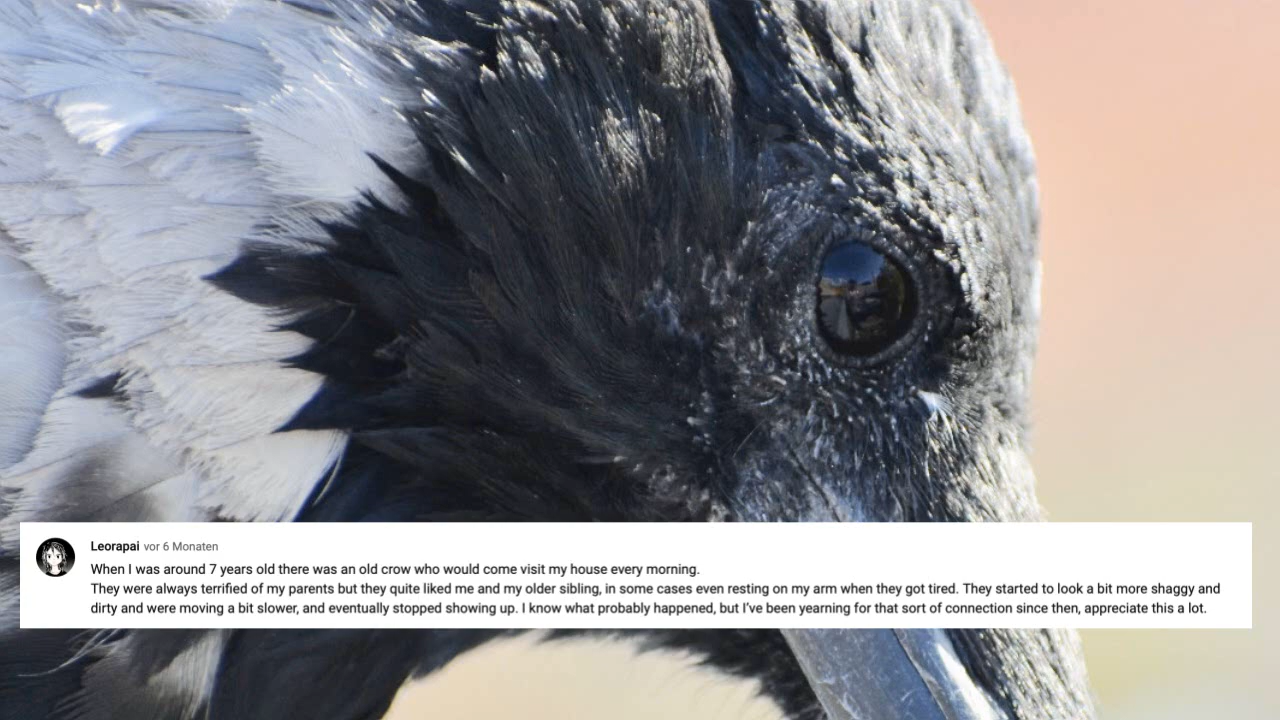 Leorapai vor 6 Monaten
When I was around 7 years old there was an old crow who would come visit my house every morning.
They were always terrified of my parents but they quite liked me and my older sibling, in some cases even resting on my arm when they got tired. They started to look a bit more shaggy and
dirty and were moving a bit slower, and eventually stopped showing up. I know what probably happened, but I've been yearning for that sort of connection since then, appreciate this a lot.